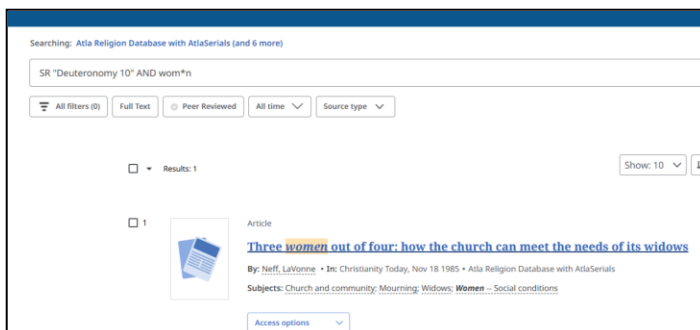 Searching: Atla Religion Database with AtlaSerials (and 6 more)
SR "Deuteronomy 10" AND wom*n
All filters (0) Full Text Peer Reviewed All time Source type
Results: 1 Show: 10
1 Article
Three women out of four: how the church can meet the needs of its widows
By: Neff, LaVonne • In: Christianity Today, Nov 18 1985 • Atla Religion Database with AtlaSerials
Subjects: Church and community; Mourning; Widows; Women -- Social conditions
Access options